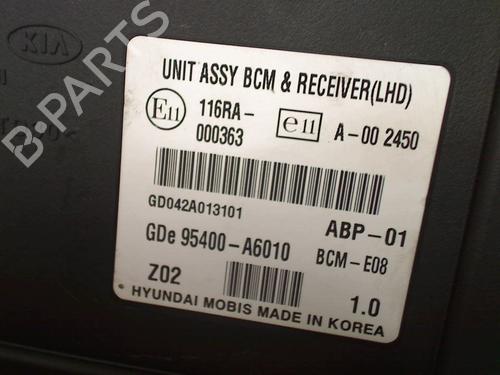 KIA
B-PARTS
UNIT ASSY BCM & RECEIVER(LHD)
E11 116RA-000363 e11 A-00 2450
GD042A013101
ABP-01
GDe 95400-A6010 BCM-E08
Z02 1.0
HYUNDAI MOBIS MADE IN KOREA